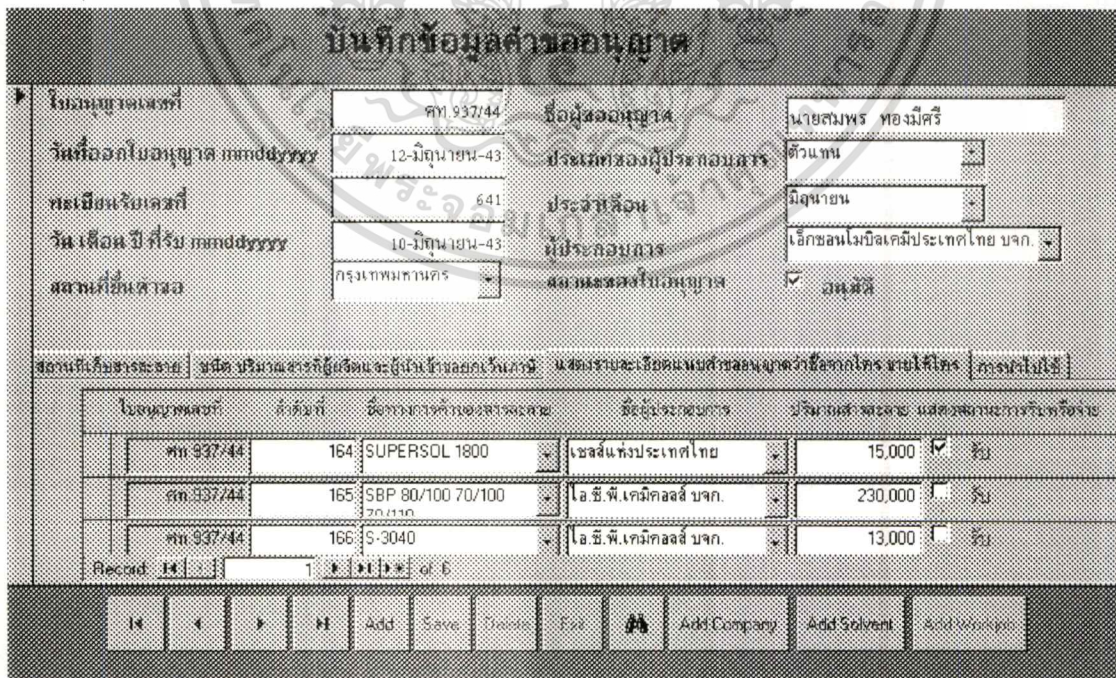 บันทึกข้อมูลคำขออนุญาต
ใบอนุญาตเลขที่ ศท.937/44 ชื่อผู้ขออนุญาต นายสมพร ทองมีศรี
วันที่ออกใบอนุญาต mmddyyyy 12-มิถุนายน-43 ประเภทของผู้ประกอบการ ตัวแทน
ทะเบียนรับเลขที่ 641 ประจำเดือน มิถุนายน
วัน เดือน ปี ที่รับ mmddyyyy 10-มิถุนายน-43 ผู้ประกอบการ เอ็กซอนโมบิลเคมีประเทศไทย บจก.
สถานที่ยื่นคำขอ กรุงเทพมหานคร สถานะของใบอนุญาต อนุมัติ
สถานที่เก็บสารละลาย ชนิด ปริมาณสารที่ผู้ผลิตและผู้นำเข้าขอยกเว้นภาษี แสดงรายละเอียดแนบคำขออนุญาตว่าซื้อจากใคร ขายให้ใคร การนำไปใช้
ใบอนุญาตเลขที่ ลำดับที่ ชื่อทางการค้าของสารละลาย ชื่อผู้ประกอบการ ปริมาณสารละลาย แสดงสถานะการรับหรือจ่าย
ศท.937/44 164 SUPERSOL 1800 เชลล์แห่งประเทศไทย 15,000 รับ
ศท.937/44 165 SBP 80/100 70/100 ไอ.ซี.พี.เคมิคอลส์ บจก. 230,000 รับ
70/110
ศท.937/44 166 S-3040 ไอ.ซี.พี.เคมิคอลส์ บจก. 13,000 รับ
Record: 1 of 6
Add Save Delete Exit Add Company Add Solvent Add Workjob